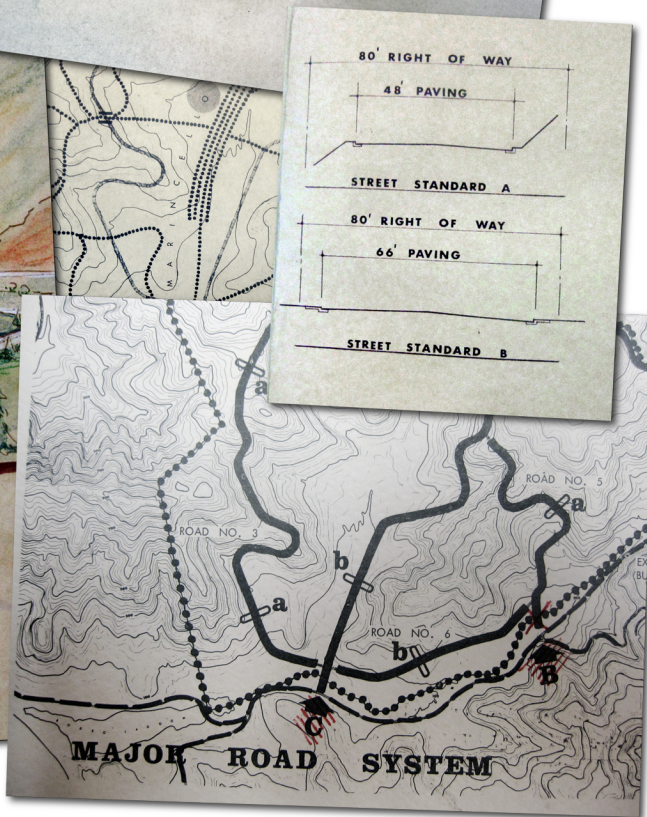 80' RIGHT OF WAY
48' PAVING
STREET STANDARD A
80' RIGHT OF WAY
66' PAVING
STREET STANDARD B
MARINCELLO
a
ROAD NO. 5
a
ROAD NO. 3
b
a
ROAD NO. 6
b
B
C
MAJOR ROAD SYSTEM